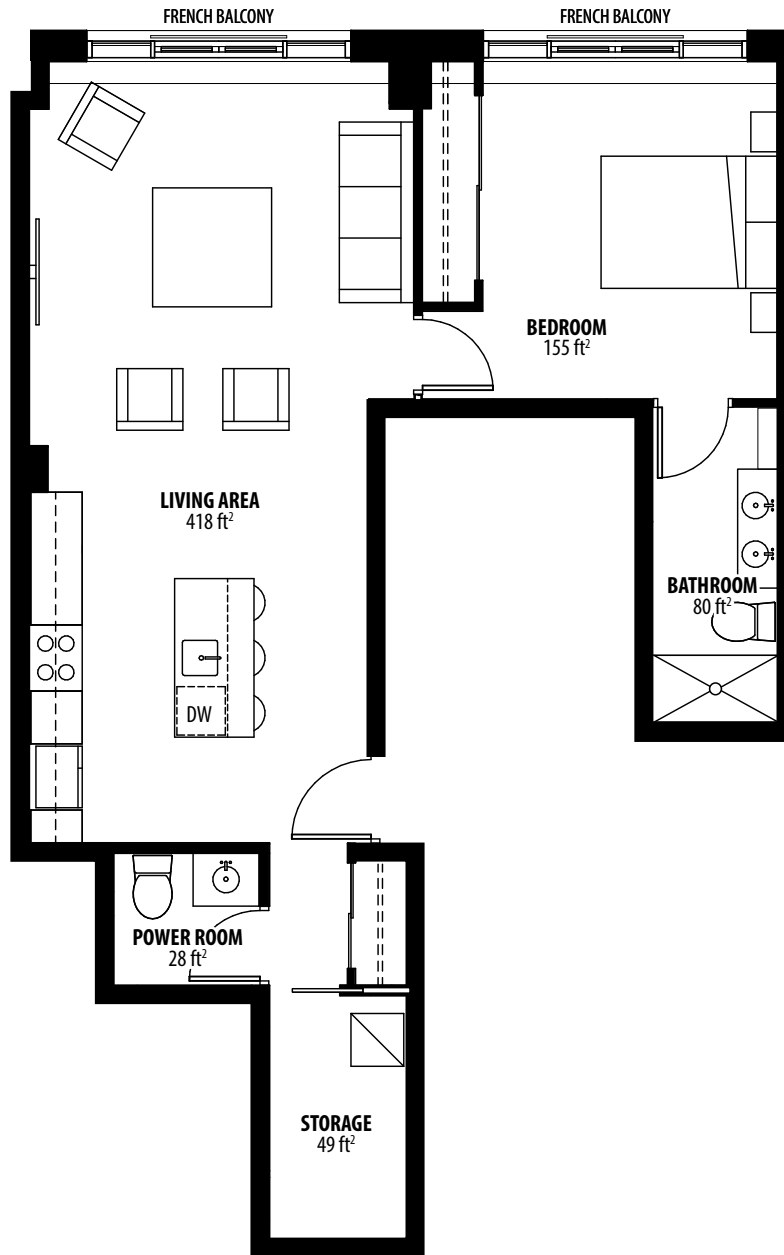 FRENCH BALCONY
FRENCH BALCONY
BEDROOM
155 ft²
LIVING AREA
418 ft²
BATHROOM
80 ft²
DW
POWER ROOM
28 ft²
STORAGE
49 ft²